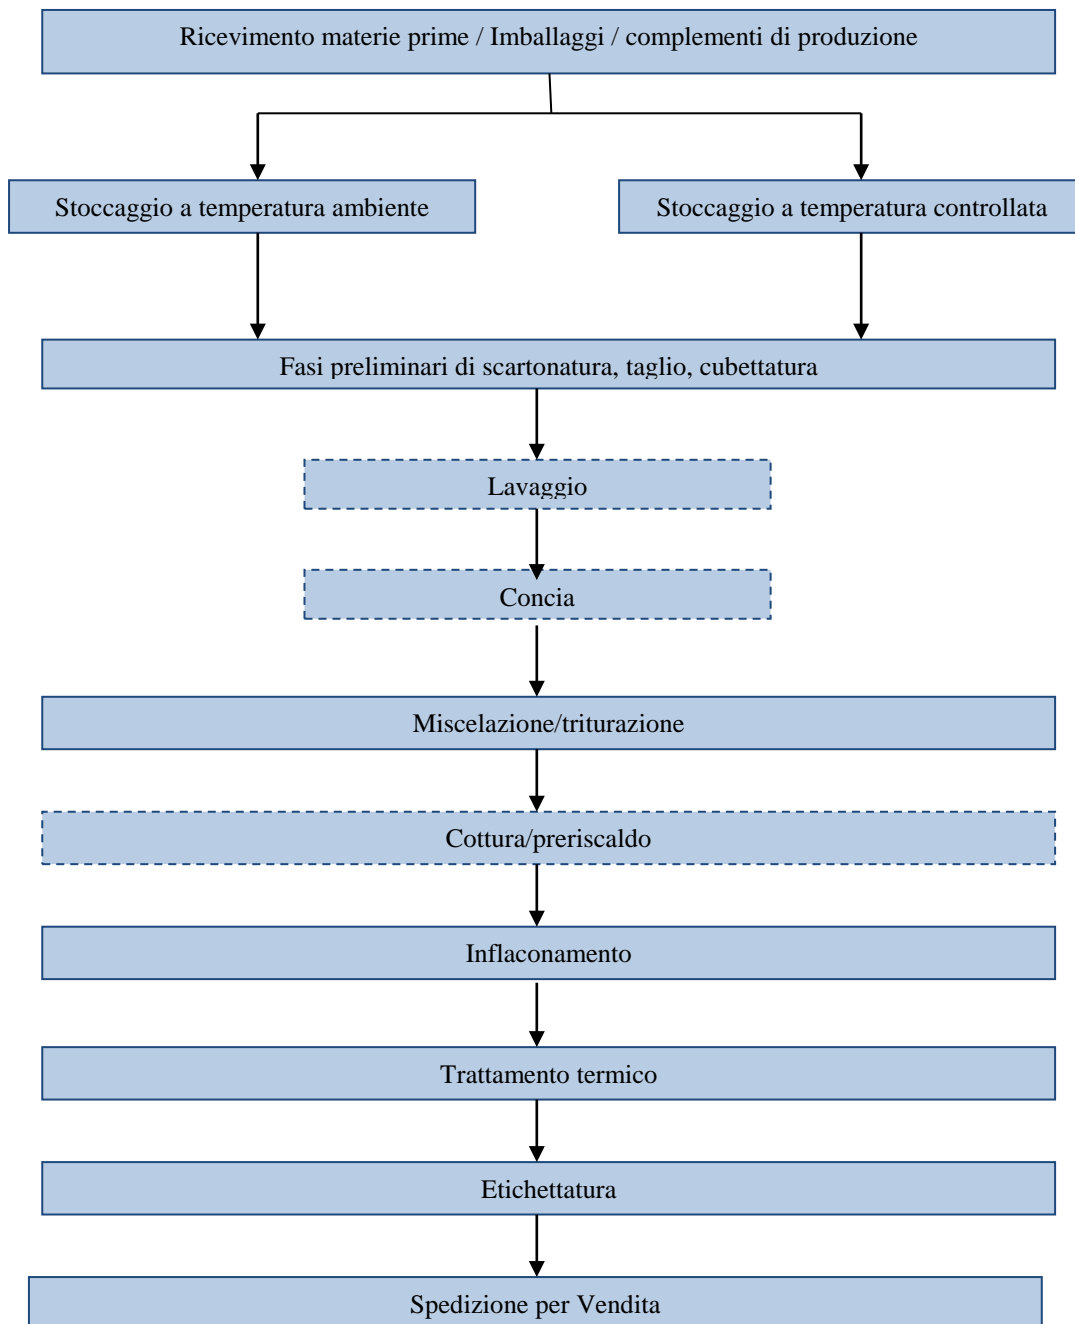 Ricevimento materie prime / Imballaggi / complementi di produzione
Stoccaggio a temperatura ambiente
Stoccaggio a temperatura controllata
Fasi preliminari di scartonatura, taglio, cubettatura
Lavaggio
Concia
Miscelazione/triturazione
Cottura/preriscaldo
Inflaconamento
Trattamento termico
Etichettatura
Spedizione per Vendita